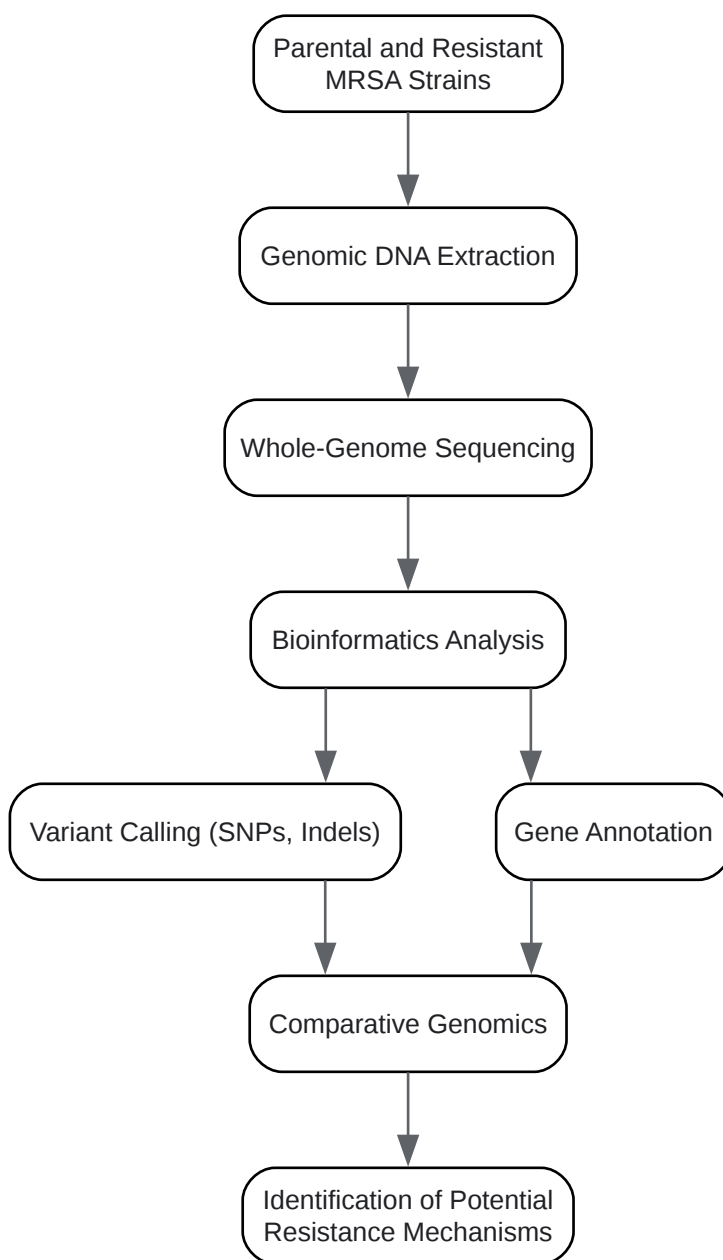 Parental and Resistant
MRSA Strains
Genomic DNA Extraction
Whole-Genome Sequencing
Bioinformatics Analysis
Variant Calling (SNPs, Indels)
Gene Annotation
Comparative Genomics
Identification of Potential
Resistance Mechanisms